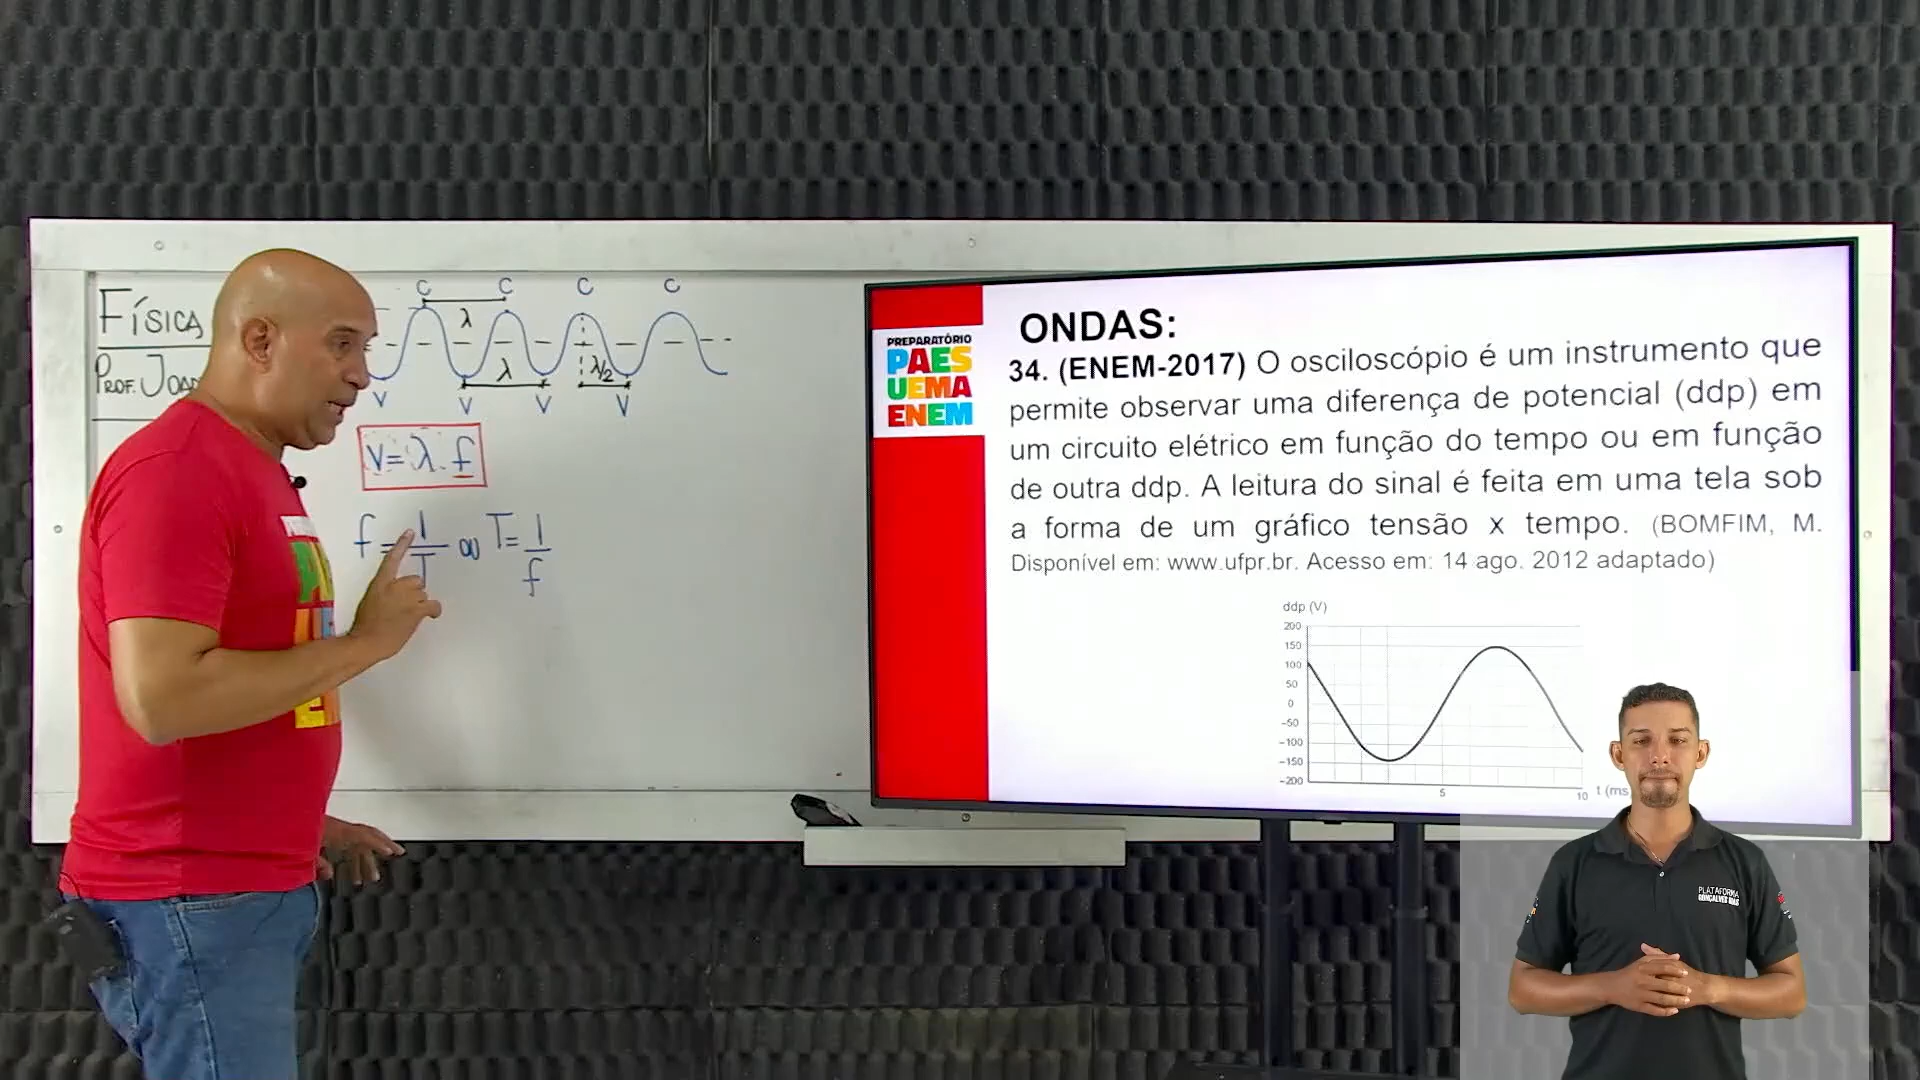 FÍSICA
PROF.
C C C C
λ
λ
λ/2
V V V V
V=λ.f
f=1/T ou T=1/f
PREPARATÓRIO
PAES
UEMA
ENEM
ONDAS:
34. (ENEM-2017) O osciloscópio é um instrumento que
permite observar uma diferença de potencial (ddp) em
um circuito elétrico em função do tempo ou em função
de outra ddp. A leitura do sinal é feita em uma tela sob
a forma de um gráfico tensão x tempo. (BOMFIM, M.
Disponível em: www.ufpr.br. Acesso em: 14 ago. 2012 adaptado)
ddp (V)
200
150
100
50
0
-50
-100
-150
-200
5
10
t (ms
PLATAFORMA
GONÇALVES DIAS